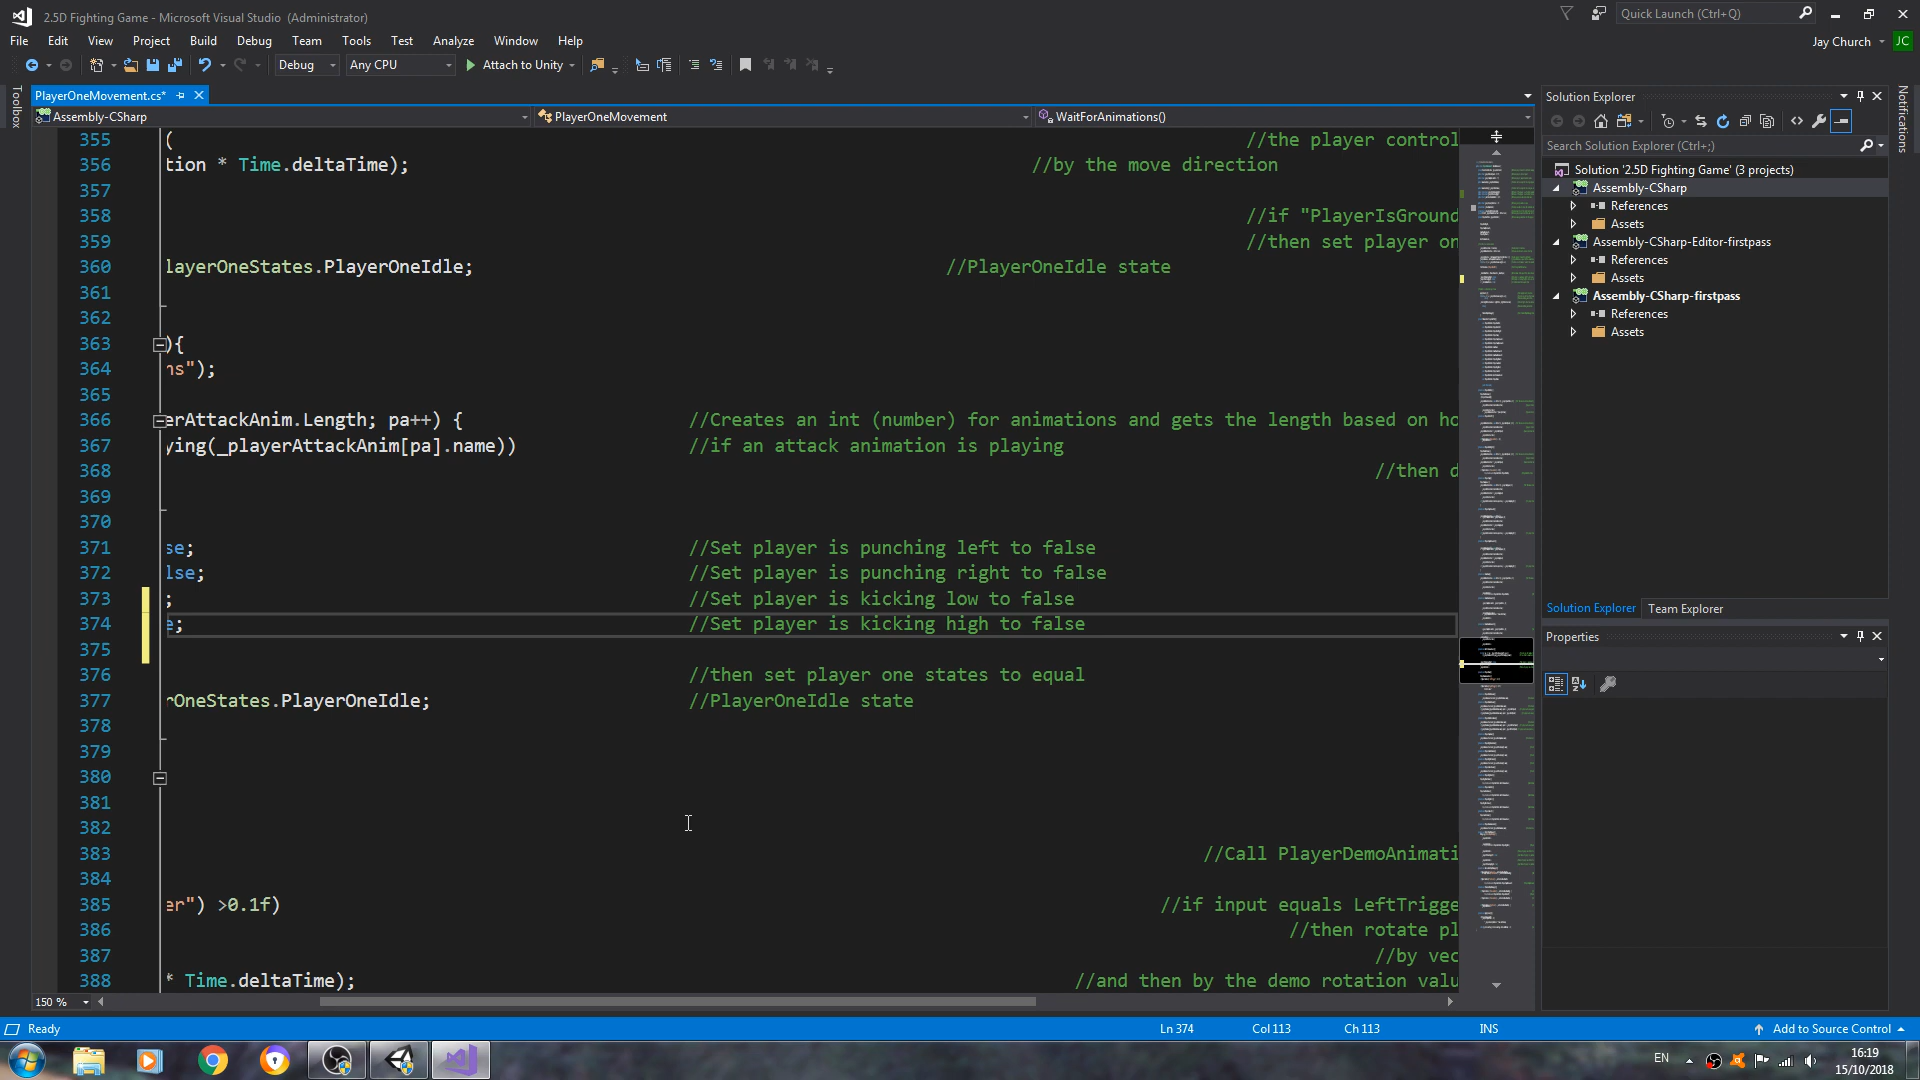 2.5D Fighting Game - Microsoft Visual Studio (Administrator)
Quick Launch (Ctrl+Q)
File Edit View Project Build Debug Team Tools Test Analyze Window Help
Jay Church JC
Debug Any CPU Attach to Unity
Toolbox
PlayerOneMovement.cs*
Assembly-CSharp PlayerOneMovement WaitForAnimations()
355 ( //the player control
356 tion * Time.deltaTime); //by the move direction
357
358 //if "PlayerIsGround
359 //then set player on
360 layerOneStates.PlayerOneIdle; //PlayerOneIdle state
361
362
363 ){
364 ns");
365
366 erAttackAnim.Length; pa++) { //Creates an int (number) for animations and gets the length based on ho
367 ying(_playerAttackAnim[pa].name)) //if an attack animation is playing
368 //then d
369
370
371 se; //Set player is punching left to false
372 lse; //Set player is punching right to false
373 ; //Set player is kicking low to false
374 e; //Set player is kicking high to false
375
376 //then set player one states to equal
377 rOneStates.PlayerOneIdle; //PlayerOneIdle state
378
379
380
381
382
383 //Call PlayerDemoAnimati
384
385 er") >0.1f) //if input equals LeftTrigge
386 //then rotate pl
387 //by vec
388 * Time.deltaTime); //and then by the demo rotation valu
150 %
Solution Explorer
Search Solution Explorer (Ctrl+;)
Solution '2.5D Fighting Game' (3 projects)
Assembly-CSharp
References
Assets
Assembly-CSharp-Editor-firstpass
References
Assets
Assembly-CSharp-firstpass
References
Assets
Solution Explorer Team Explorer
Properties
Notifications
Ready Ln 374 Col 113 Ch 113 INS Add to Source Control
EN
16:19
15/10/2018